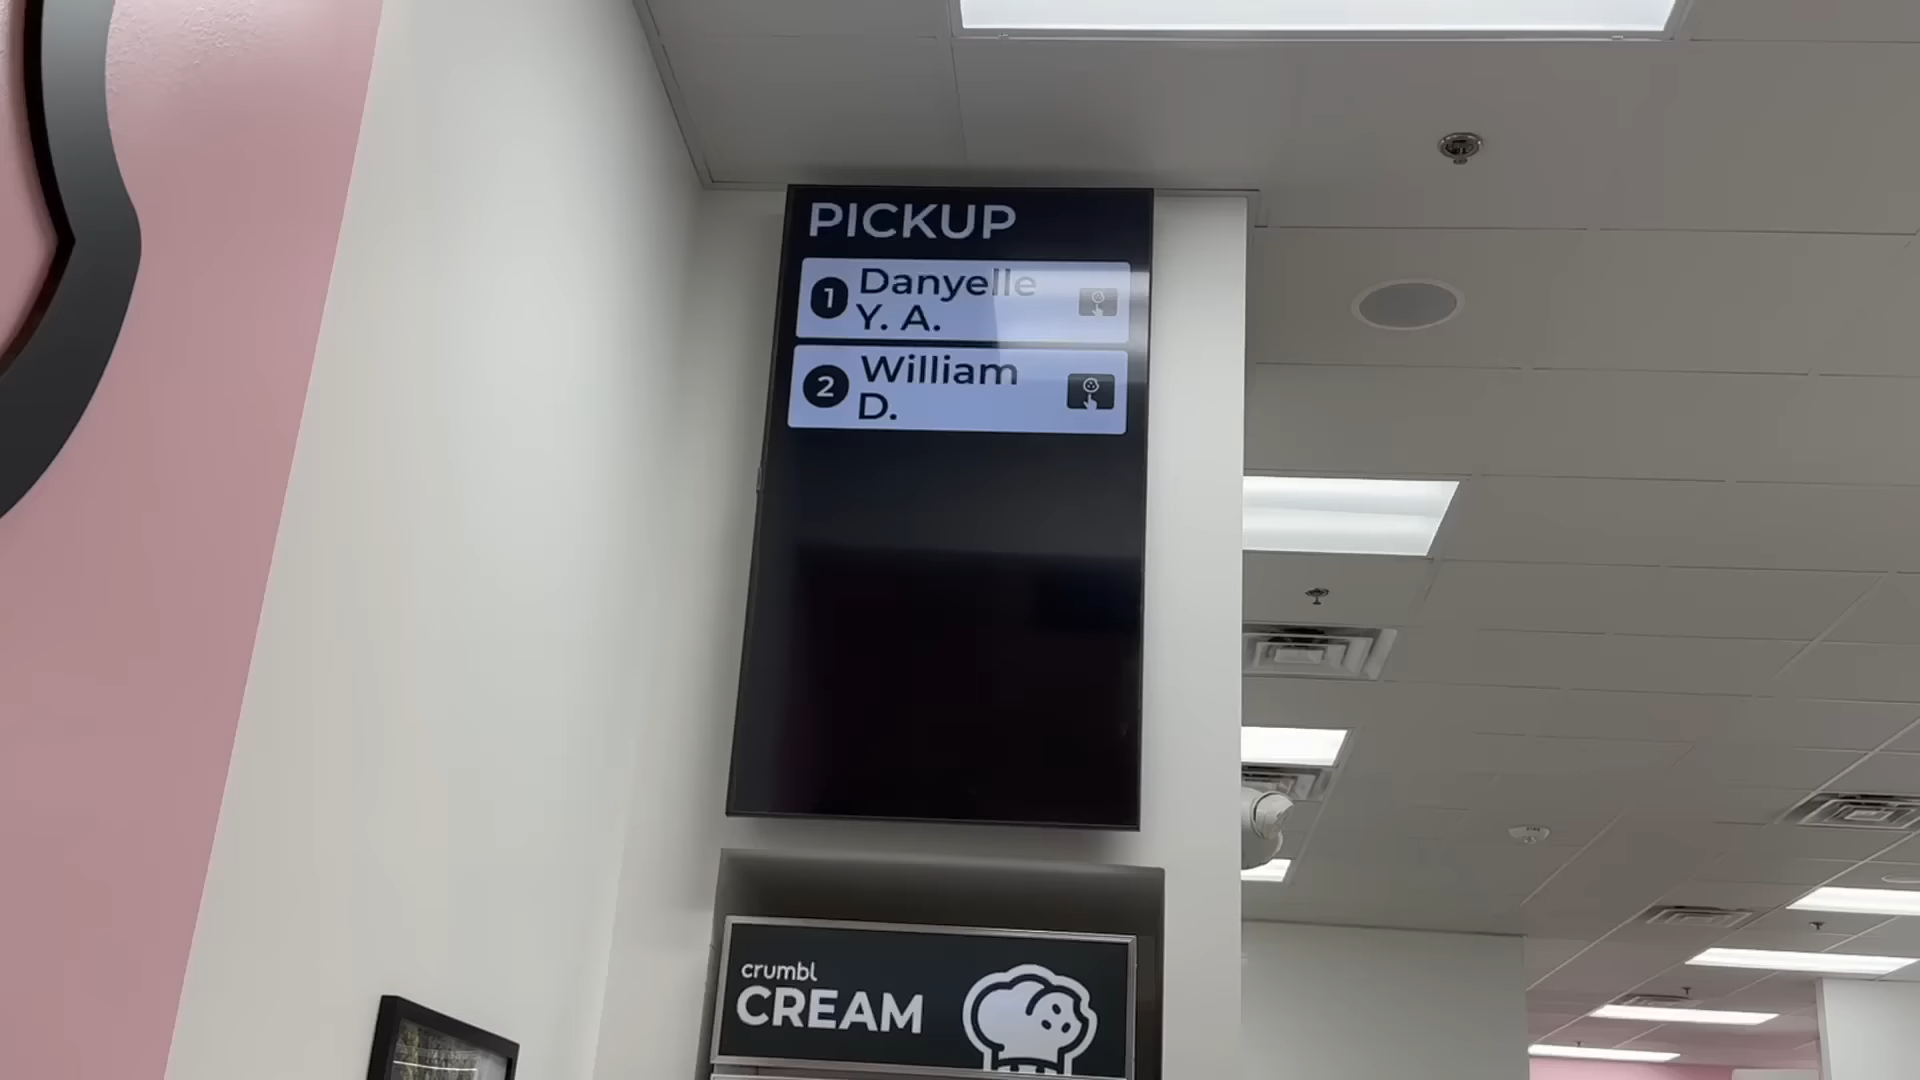 PICKUP
1 Danyelle
Y. A.
2 William
D.
crumbl
CREAM